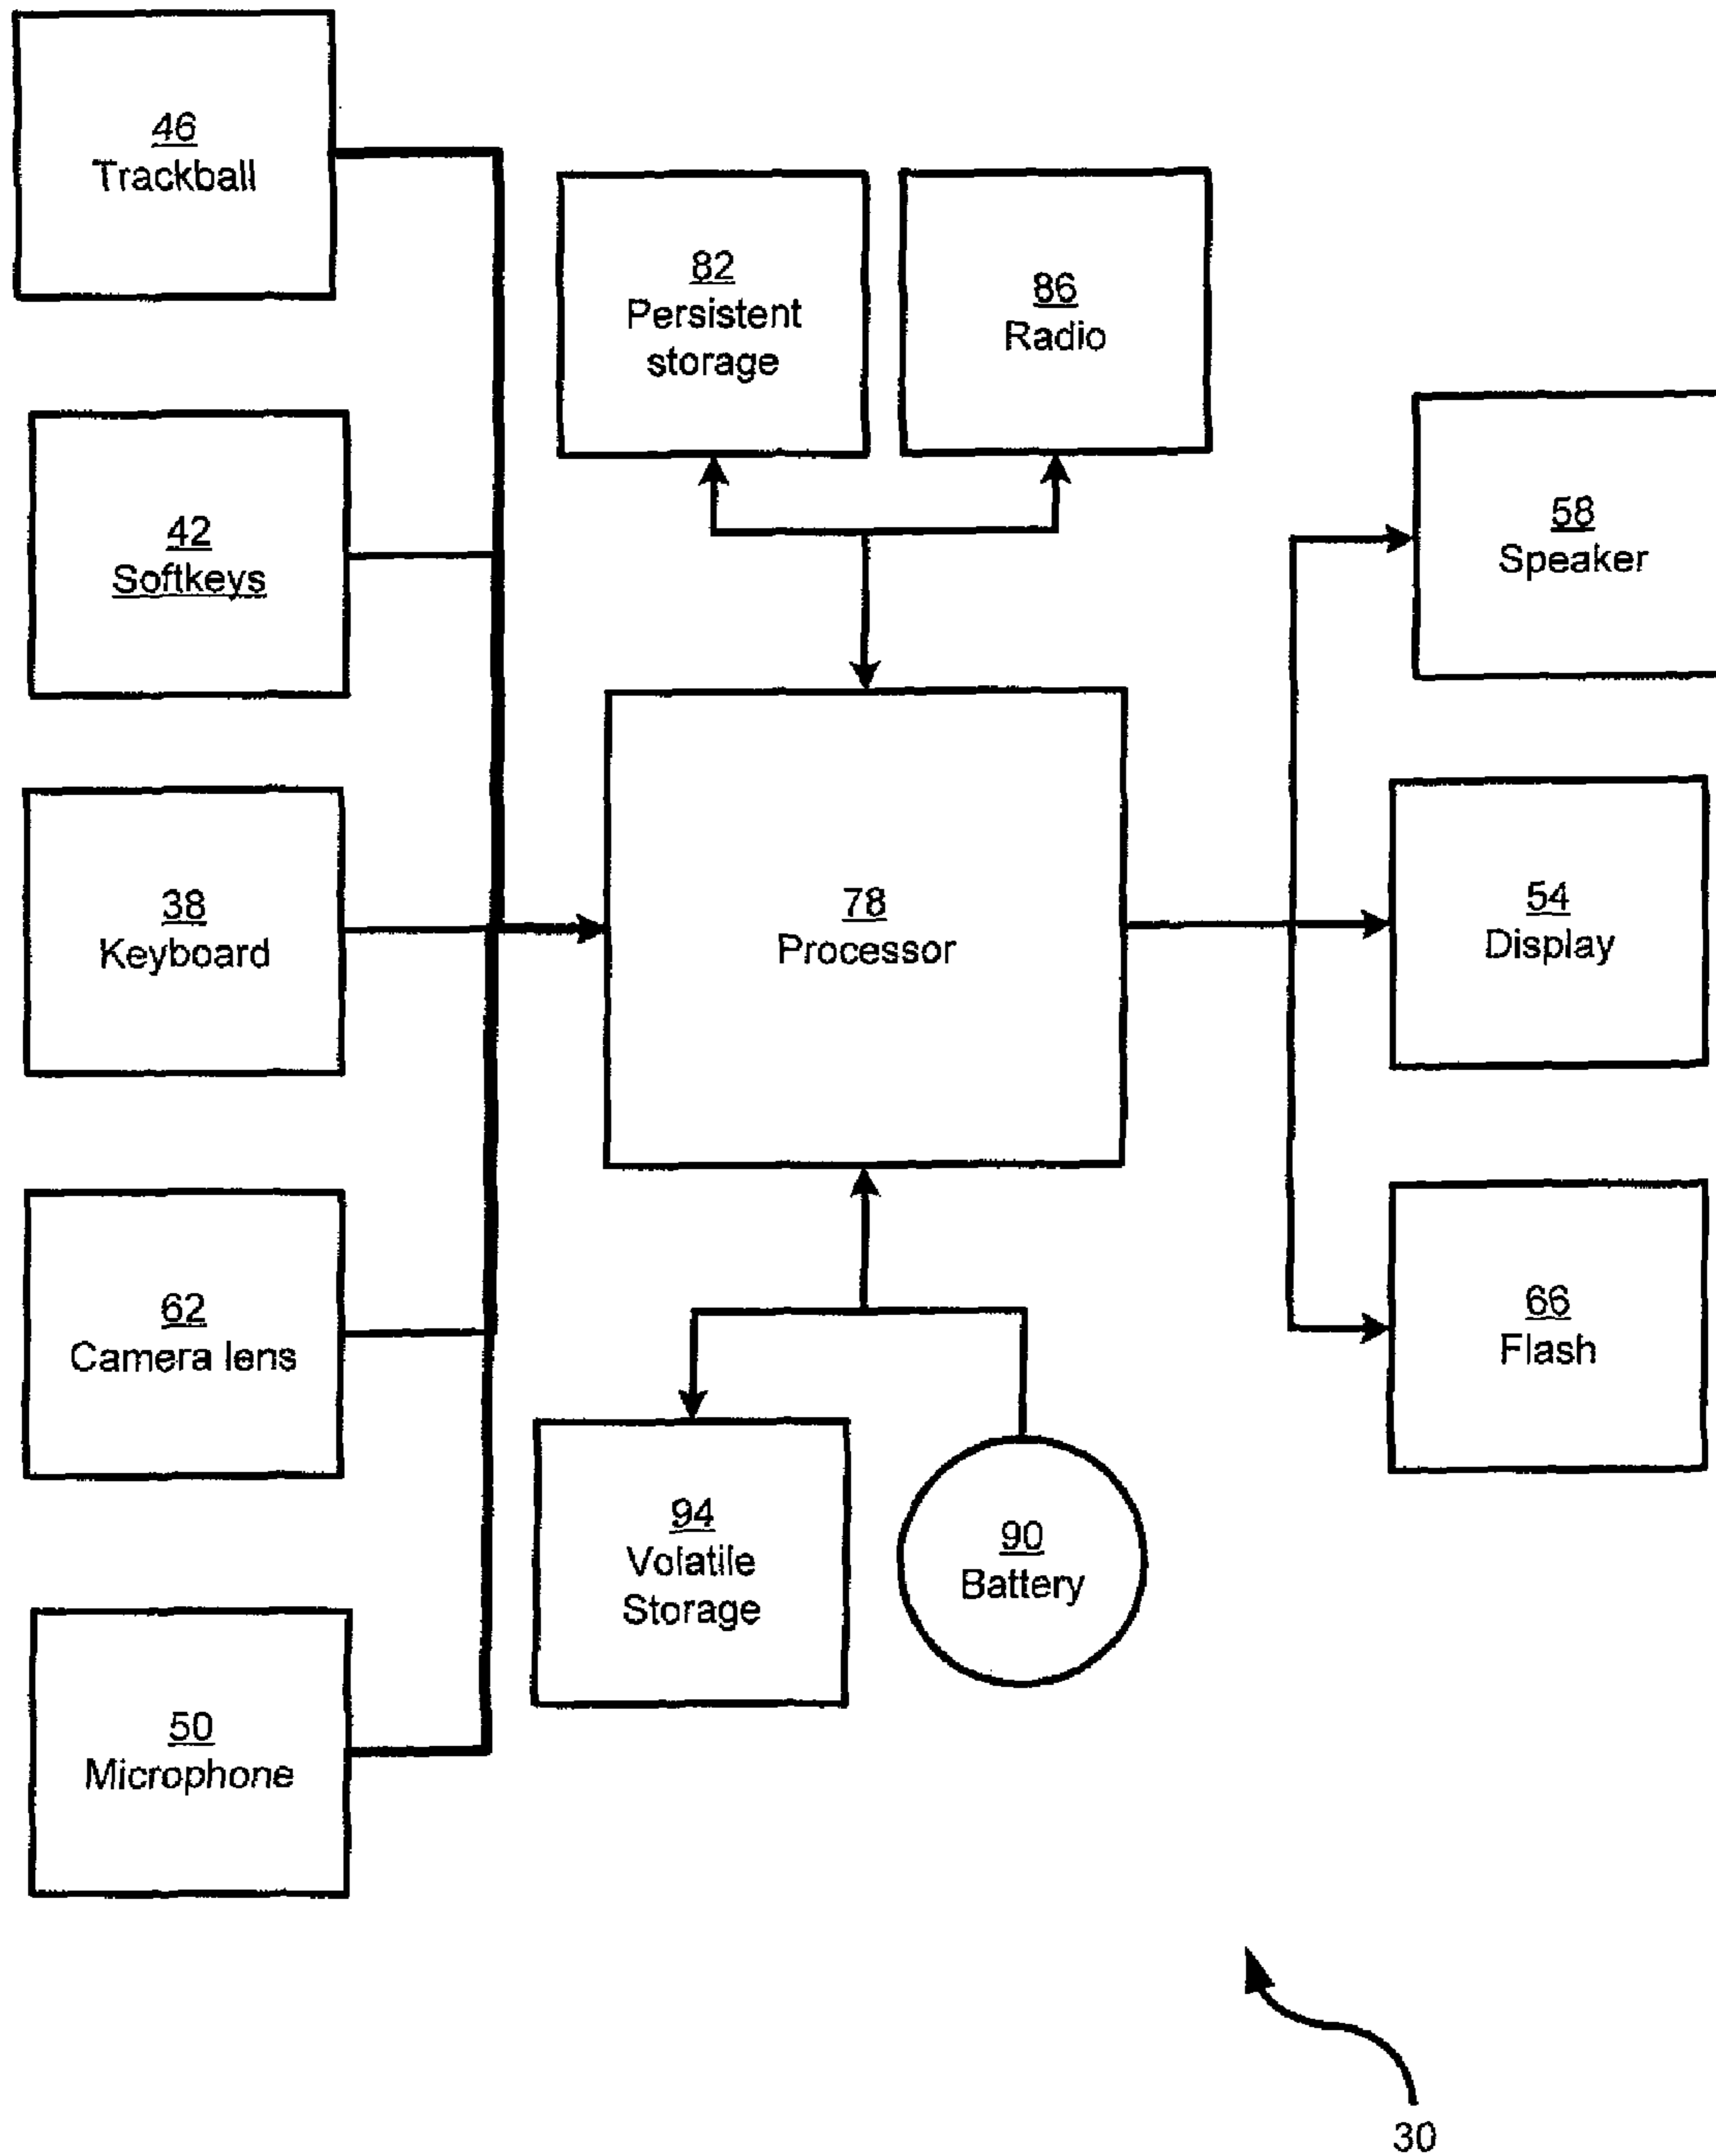 46
Trackball
82
Persistent
storage
86
Radio
42
Softkeys
58
Speaker
38
Keyboard
78
Processor
54
Display
62
Camera lens
66
Flash
94
Volatile
Storage
90
Battery
50
Microphone
30